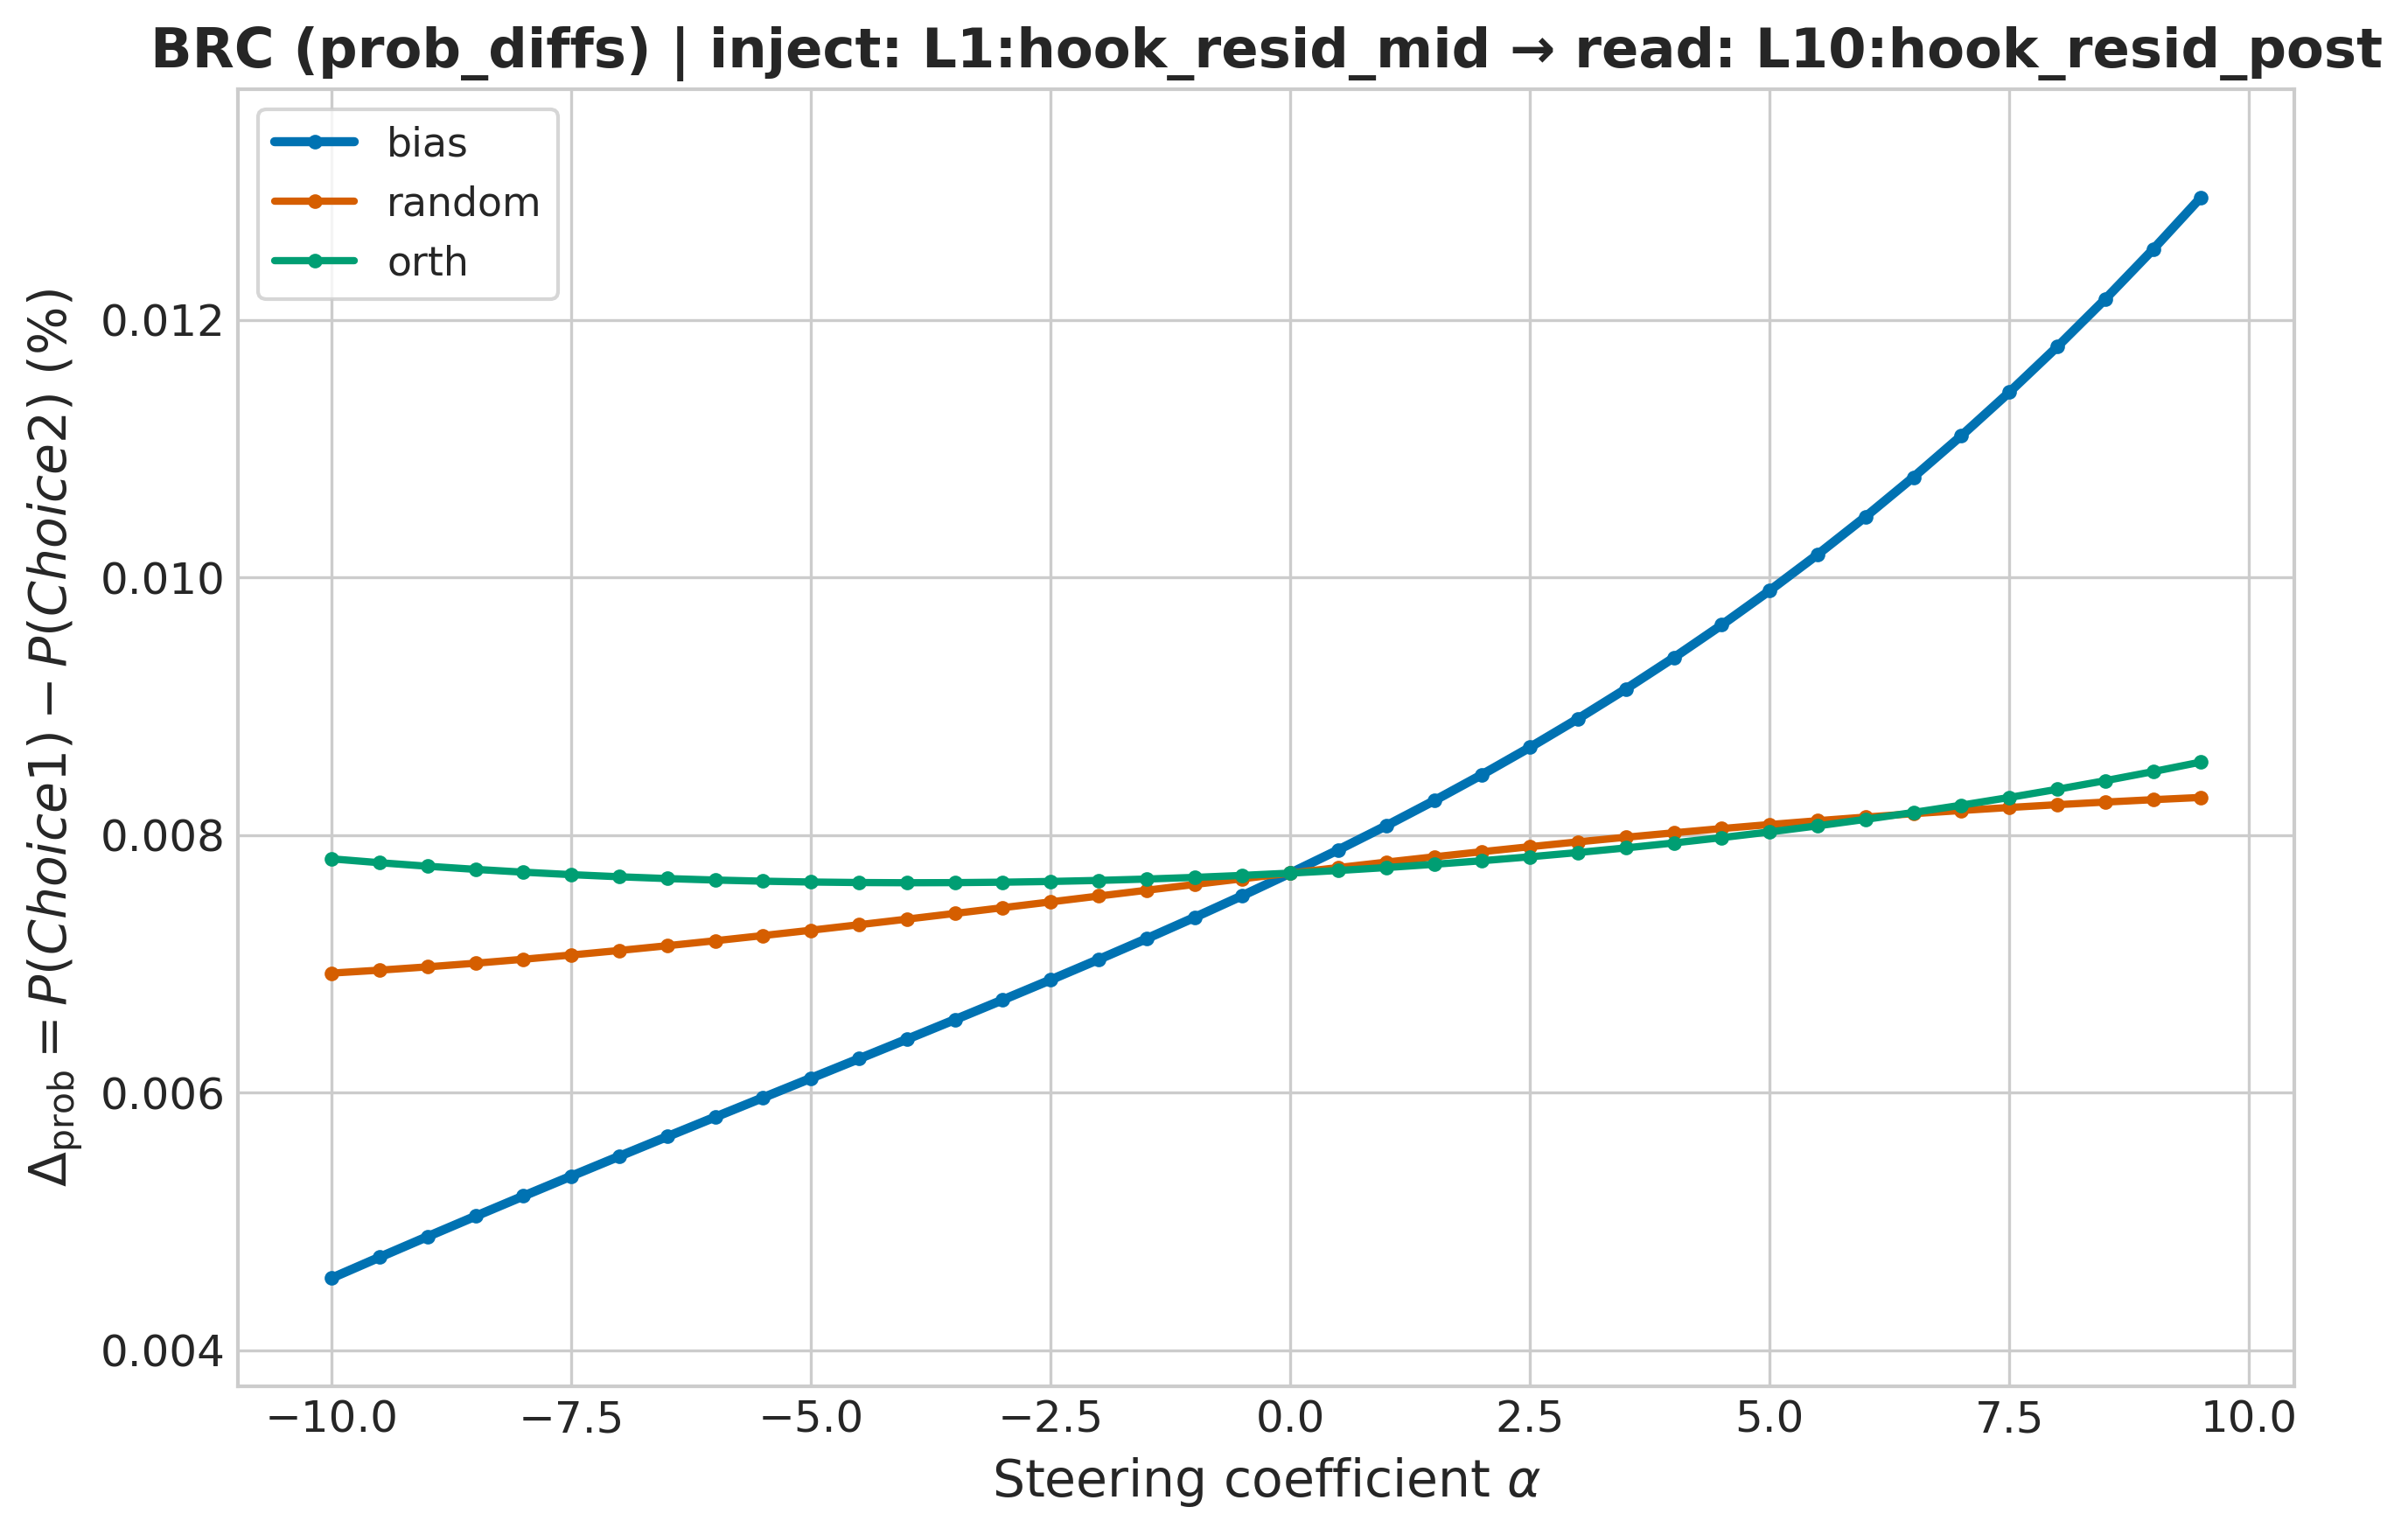 BRC (prob_diffs) | inject: L1:hook_resid_mid → read: L10:hook_resid_post
bias
random
orth
Δprob = P(Choice1) − P(Choice2) (%)
0.012
0.010
0.008
0.006
0.004
−10.0 −7.5 −5.0 −2.5 0.0 2.5 5.0 7.5 10.0
Steering coefficient α